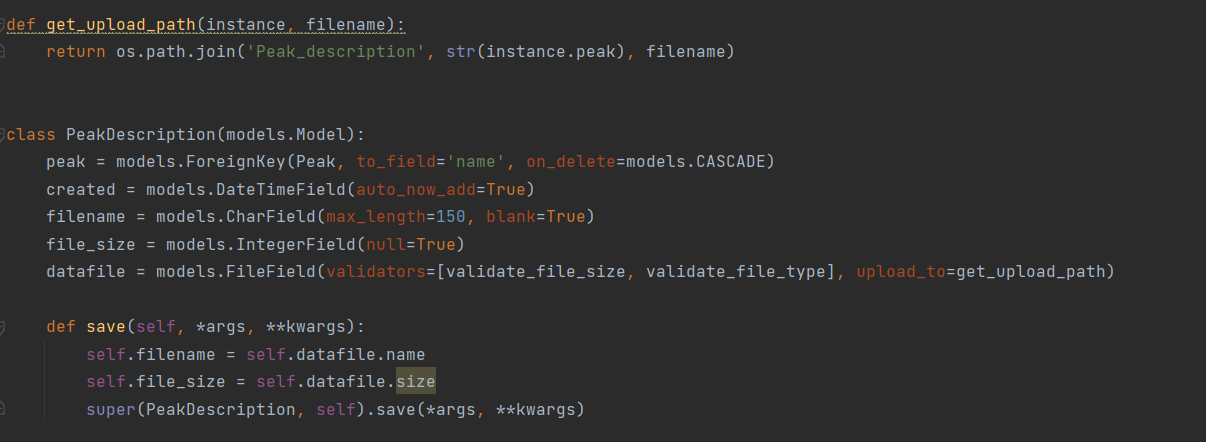 def get_upload_path(instance, filename):
    return os.path.join('Peak_description', str(instance.peak), filename)
class PeakDescription(models.Model):
    peak = models.ForeignKey(Peak, to_field='name', on_delete=models.CASCADE)
    created = models.DateTimeField(auto_now_add=True)
    filename = models.CharField(max_length=150, blank=True)
    file_size = models.IntegerField(null=True)
    datafile = models.FileField(validators=[validate_file_size, validate_file_type], upload_to=get_upload_path)
    def save(self, *args, **kwargs):
        self.filename = self.datafile.name
        self.file_size = self.datafile.size
        super(PeakDescription, self).save(*args, **kwargs)